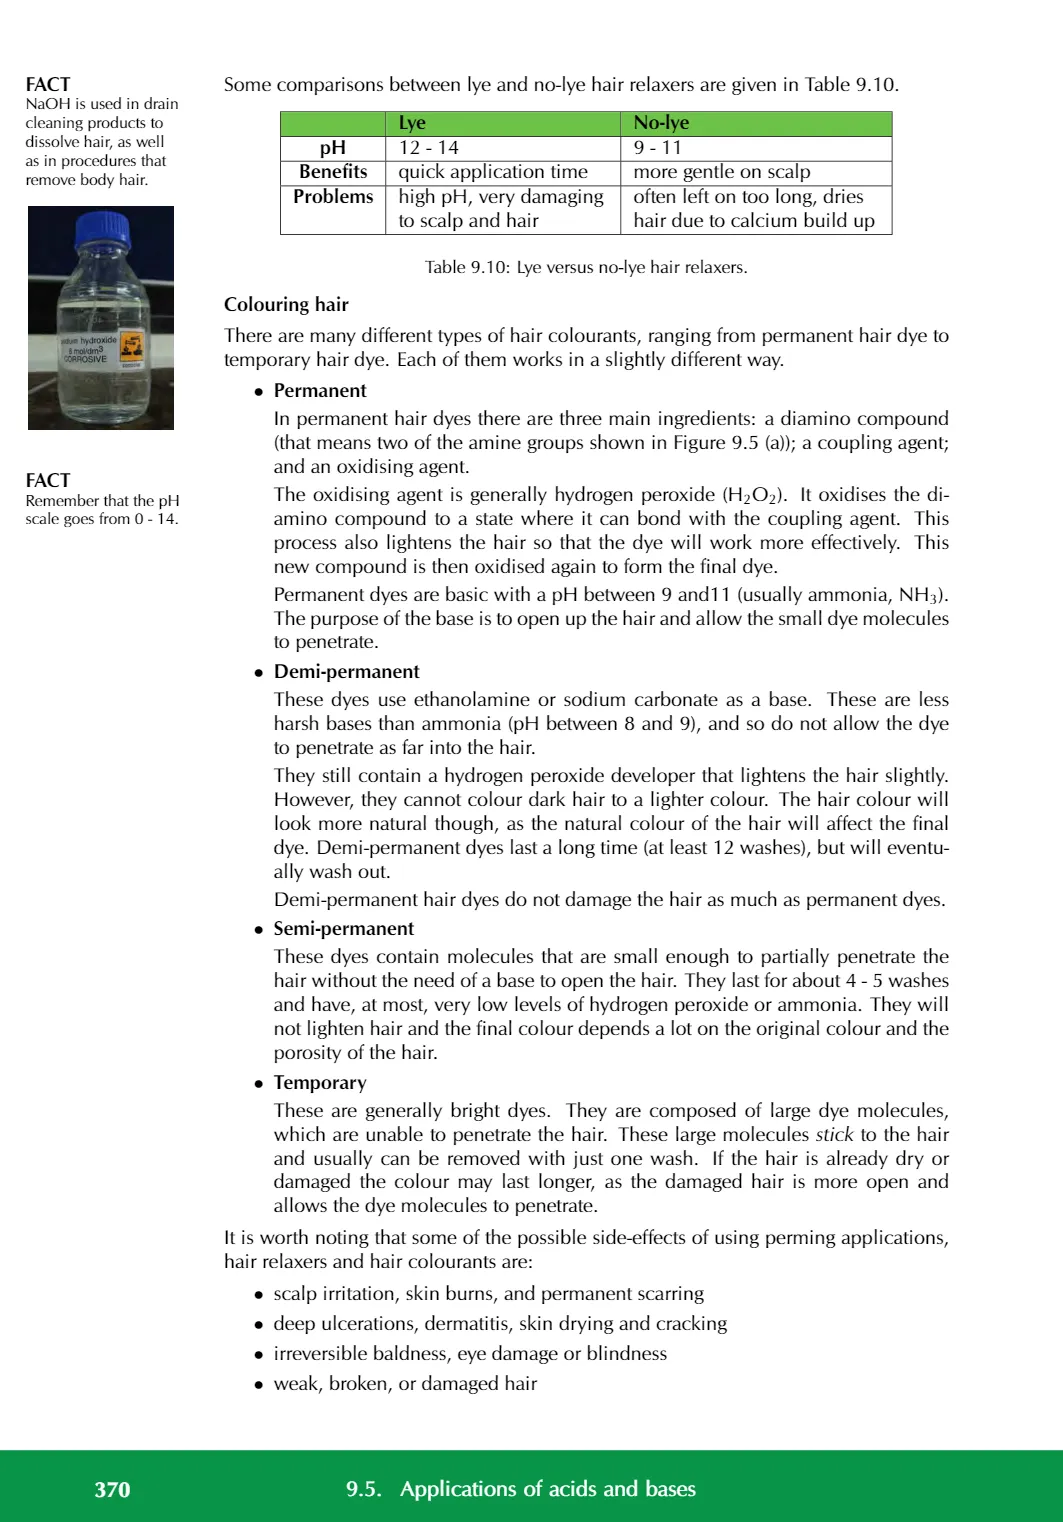 FACT
NaOH is used in drain
cleaning products to
dissolve hair, as well
as in procedures that
remove body hair.
sodium hydroxide
6 mol/dm3
CORROSIVE
FACT
Remember that the pH
scale goes from 0 - 14.
Some comparisons between lye and no-lye hair relaxers are given in Table 9.10.
Lye No-lye
pH 12 - 14 9 - 11
Benefits quick application time more gentle on scalp
Problems high pH, very damaging often left on too long, dries
to scalp and hair hair due to calcium build up
Table 9.10: Lye versus no-lye hair relaxers.
Colouring hair
There are many different types of hair colourants, ranging from permanent hair dye to
temporary hair dye. Each of them works in a slightly different way.
• Permanent
In permanent hair dyes there are three main ingredients: a diamino compound
(that means two of the amine groups shown in Figure 9.5 (a)); a coupling agent;
and an oxidising agent.
The oxidising agent is generally hydrogen peroxide (H₂O₂). It oxidises the di-
amino compound to a state where it can bond with the coupling agent. This
process also lightens the hair so that the dye will work more effectively. This
new compound is then oxidised again to form the final dye.
Permanent dyes are basic with a pH between 9 and11 (usually ammonia, NH₃).
The purpose of the base is to open up the hair and allow the small dye molecules
to penetrate.
• Demi-permanent
These dyes use ethanolamine or sodium carbonate as a base. These are less
harsh bases than ammonia (pH between 8 and 9), and so do not allow the dye
to penetrate as far into the hair.
They still contain a hydrogen peroxide developer that lightens the hair slightly.
However, they cannot colour dark hair to a lighter colour. The hair colour will
look more natural though, as the natural colour of the hair will affect the final
dye. Demi-permanent dyes last a long time (at least 12 washes), but will eventu-
ally wash out.
Demi-permanent hair dyes do not damage the hair as much as permanent dyes.
• Semi-permanent
These dyes contain molecules that are small enough to partially penetrate the
hair without the need of a base to open the hair. They last for about 4 - 5 washes
and have, at most, very low levels of hydrogen peroxide or ammonia. They will
not lighten hair and the final colour depends a lot on the original colour and the
porosity of the hair.
• Temporary
These are generally bright dyes. They are composed of large dye molecules,
which are unable to penetrate the hair. These large molecules stick to the hair
and usually can be removed with just one wash. If the hair is already dry or
damaged the colour may last longer, as the damaged hair is more open and
allows the dye molecules to penetrate.
It is worth noting that some of the possible side-effects of using perming applications,
hair relaxers and hair colourants are:
• scalp irritation, skin burns, and permanent scarring
• deep ulcerations, dermatitis, skin drying and cracking
• irreversible baldness, eye damage or blindness
• weak, broken, or damaged hair
370 9.5. Applications of acids and bases